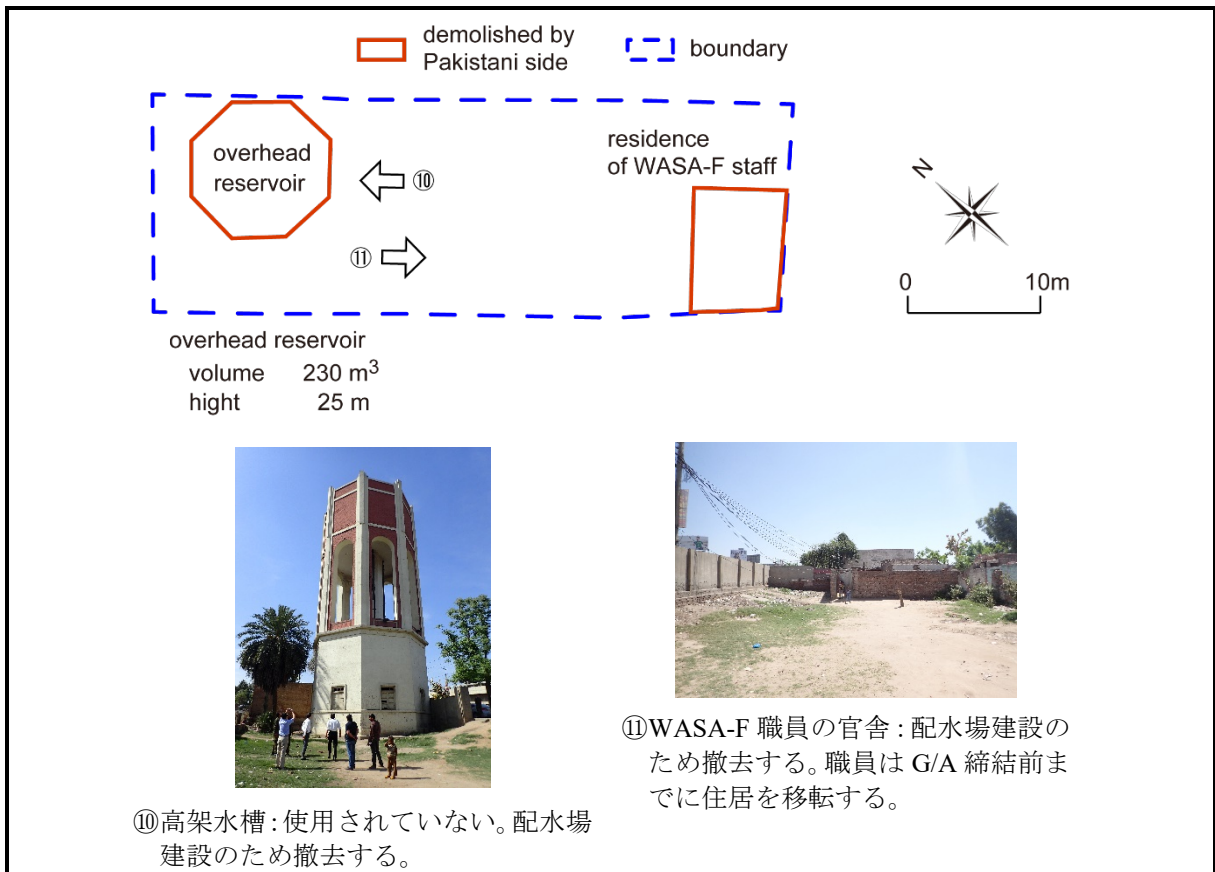 demolished by
Pakistani side
boundary
overhead
reservoir
⑩
⑪
residence
of WASA-F staff
N
0 10m
overhead reservoir
volume 230 m³
hight 25 m
⑩高架水槽：使用されていない。配水場
建設のため撤去する。
⑪WASA-F 職員の官舎：配水場建設の
ため撤去する。職員は G/A 締結前ま
でに住居を移転する。